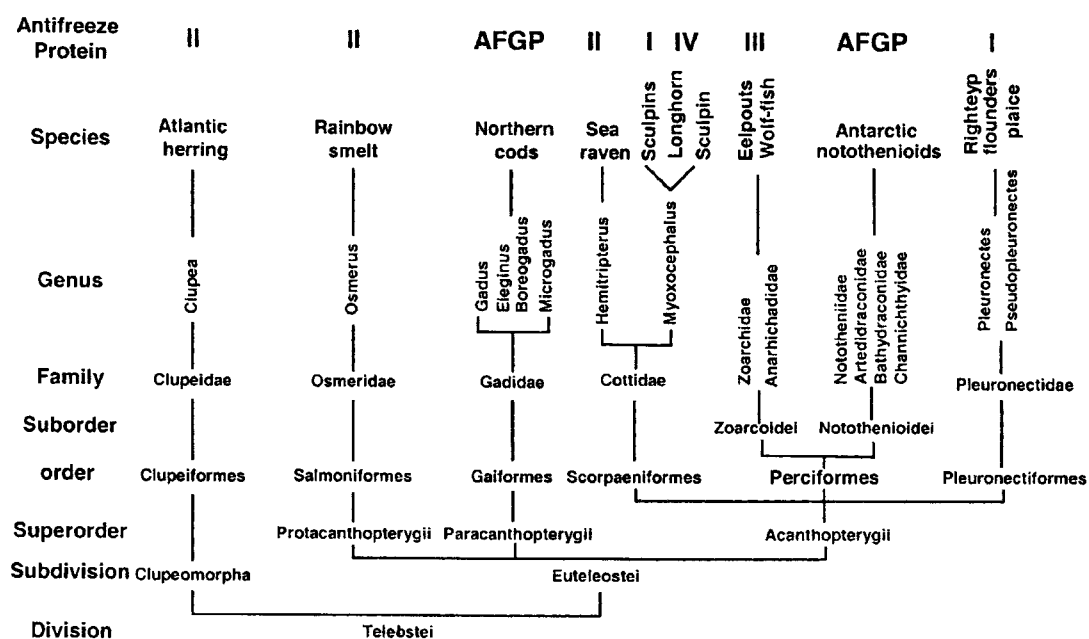 Antifreeze
Protein
II
II
AFGP
II
I
IV
III
AFGP
I
Species
Atlantic
herring
Rainbow
smelt
Northern
cods
Sea
raven
Sculpins
Longhorn
Sculpin
Eelpouts
Wolf-fish
Antarctic
notothenioids
Righteyp
flounders
plaice
Genus
Clupea
Osmerus
Gadus
Eleginus
Boreogadus
Microgadus
Hemitripterus
Myoxocephalus
Zoarchidae
Anarhichadidae
Nototheniidae
Artedidraconidae
Bathydraconidae
Channichthyidae
Pleuronectes
Pseudopleuronectes
Family
Clupeidae
Osmeridae
Gadidae
Cottidae
Pleuronectidae
Suborder
Zoarcoidei
Notothenioidei
order
Clupeiformes
Salmoniformes
Gaiformes
Scorpaeniformes
Perciformes
Pleuronectiformes
Superorder
Protacanthopterygii
Paracanthopterygii
Acanthopterygii
Subdivision
Clupeomorpha
Euteleostei
Division
Telebstei